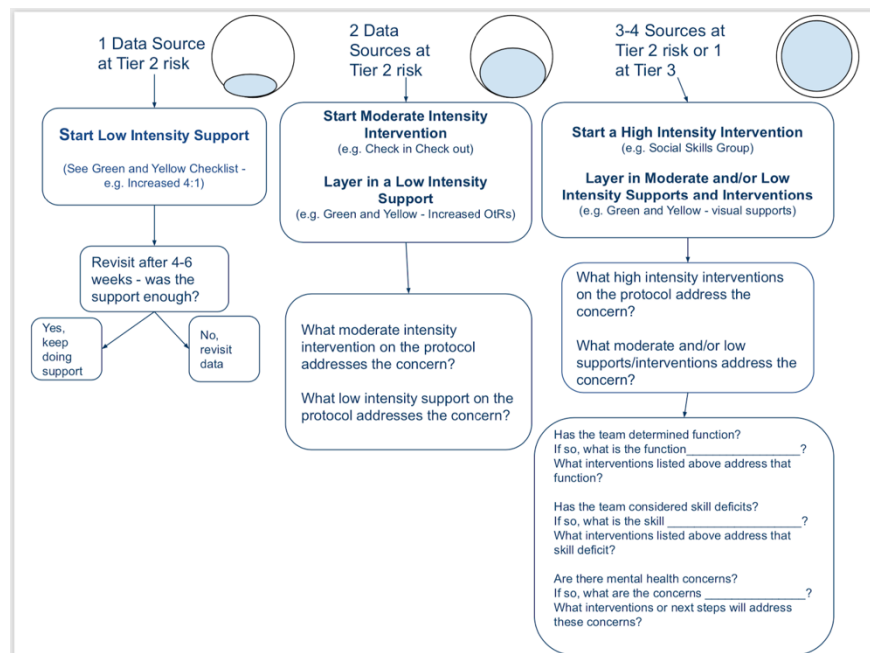 1 Data Source
at Tier 2 risk
Start Low Intensity Support
(See Green and Yellow Checklist -
e.g. Increased 4:1)
Revisit after 4-6
weeks - was the
support enough?
Yes,
keep
doing
support
No,
revisit
data
2 Data
Sources at
Tier 2 risk
Start Moderate Intensity
Intervention
(e.g. Check in Check out)
Layer in a Low Intensity
Support
(e.g. Green and Yellow - Increased OtRs)
What moderate intensity
intervention on the protocol
addresses the concern?
What low intensity support on the
protocol addresses the concern?
3-4 Sources at
Tier 2 risk or 1
at Tier 3
Start a High Intensity Intervention
(e.g. Social Skills Group)
Layer in Moderate and/or Low
Intensity Supports and Interventions
(e.g. Green and Yellow - visual supports)
What high intensity interventions
on the protocol address the
concern?
What moderate and/or low
supports/interventions address the
concern?
Has the team determined function?
If so, what is the function_________________?
What interventions listed above address that
function?
Has the team considered skill deficits?
If so, what is the skill ____________________?
What interventions listed above address that
skill deficit?
Are there mental health concerns?
If so, what are the concerns _______________?
What interventions or next steps will address
these concerns?